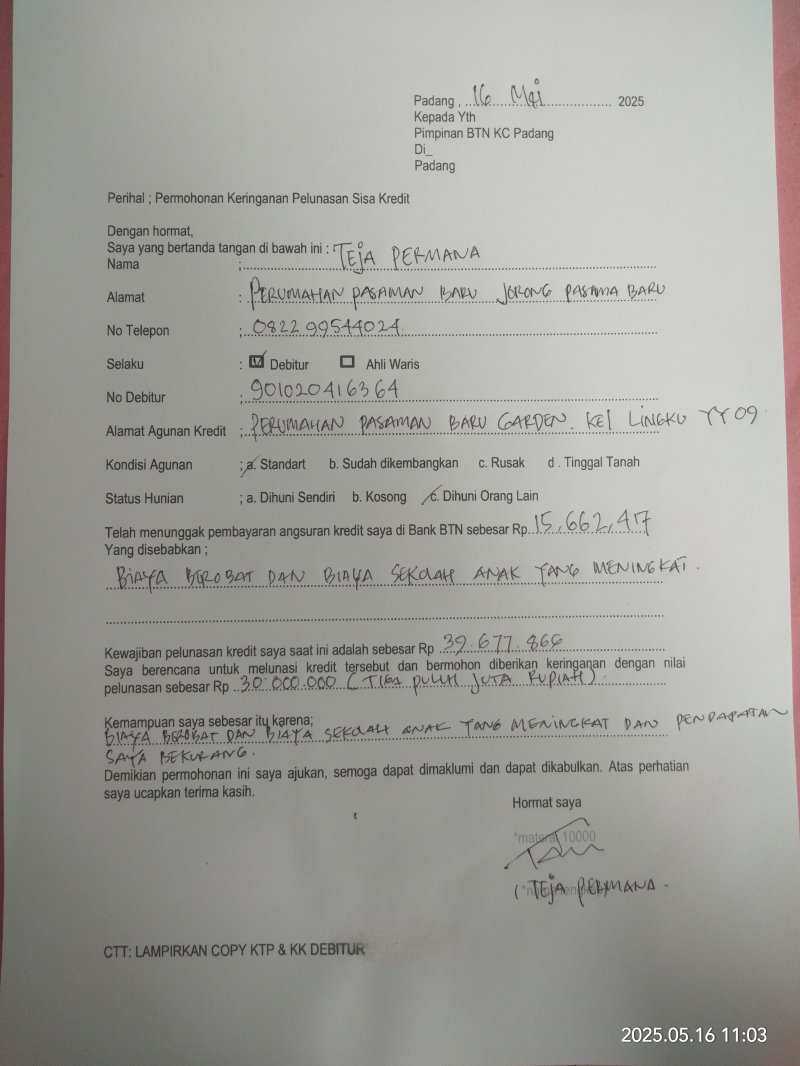 Padang , 16 Mei 2025
Kepada Yth
Pimpinan BTN KC Padang
Di_
Padang
Perihal ; Permohonan Keringanan Pelunasan Sisa Kredit
Dengan hormat,
Saya yang bertanda tangan di bawah ini :
Nama ; TEJA PERMANA
Alamat : PERUMAHAN PASAMAN BARU JORONG PASAMA BARU
No Telepon : 0822 99544024
Selaku : ☑ Debitur ☐ Ahli Waris
No Debitur : 901020416364
Alamat Agunan Kredit ; PERUMAHAN PASAMAN BARU GARDEN. KEL LINGKU YY 09
Kondisi Agunan ; a. Standart b. Sudah dikembangkan c. Rusak d . Tinggal Tanah
Status Hunian ; a. Dihuni Sendiri b. Kosong c. Dihuni Orang Lain
Telah menunggak pembayaran angsuran kredit saya di Bank BTN sebesar Rp. 15,662,417
Yang disebabkan ;
BIAYA BEROBAT DAN BIAYA SEKOLAH ANAK YANG MENINGKAT.
Kewajiban pelunasan kredit saya saat ini adalah sebesar Rp 39.677.866
Saya berencana untuk melunasi kredit tersebut dan bermohon diberikan keringanan dengan nilai
pelunasan sebesar Rp 30.000.000 (TIGA PULUH JUTA RUPIAH).
Kemampuan saya sebesar itu karena;
BIAYA BEROBAT DAN BIAYA SEKOLAH ANAK YANG MENINGKAT DAN PENDAPATAN
SAYA BEKURANG.
Demikian permohonan ini saya ajukan, semoga dapat dimaklumi dan dapat dikabulkan. Atas perhatian
saya ucapkan terima kasih.
Hormat saya
*materai 10000
( TEJA PERMANA.
CTT: LAMPIRKAN COPY KTP & KK DEBITUR
2025.05.16 11:03